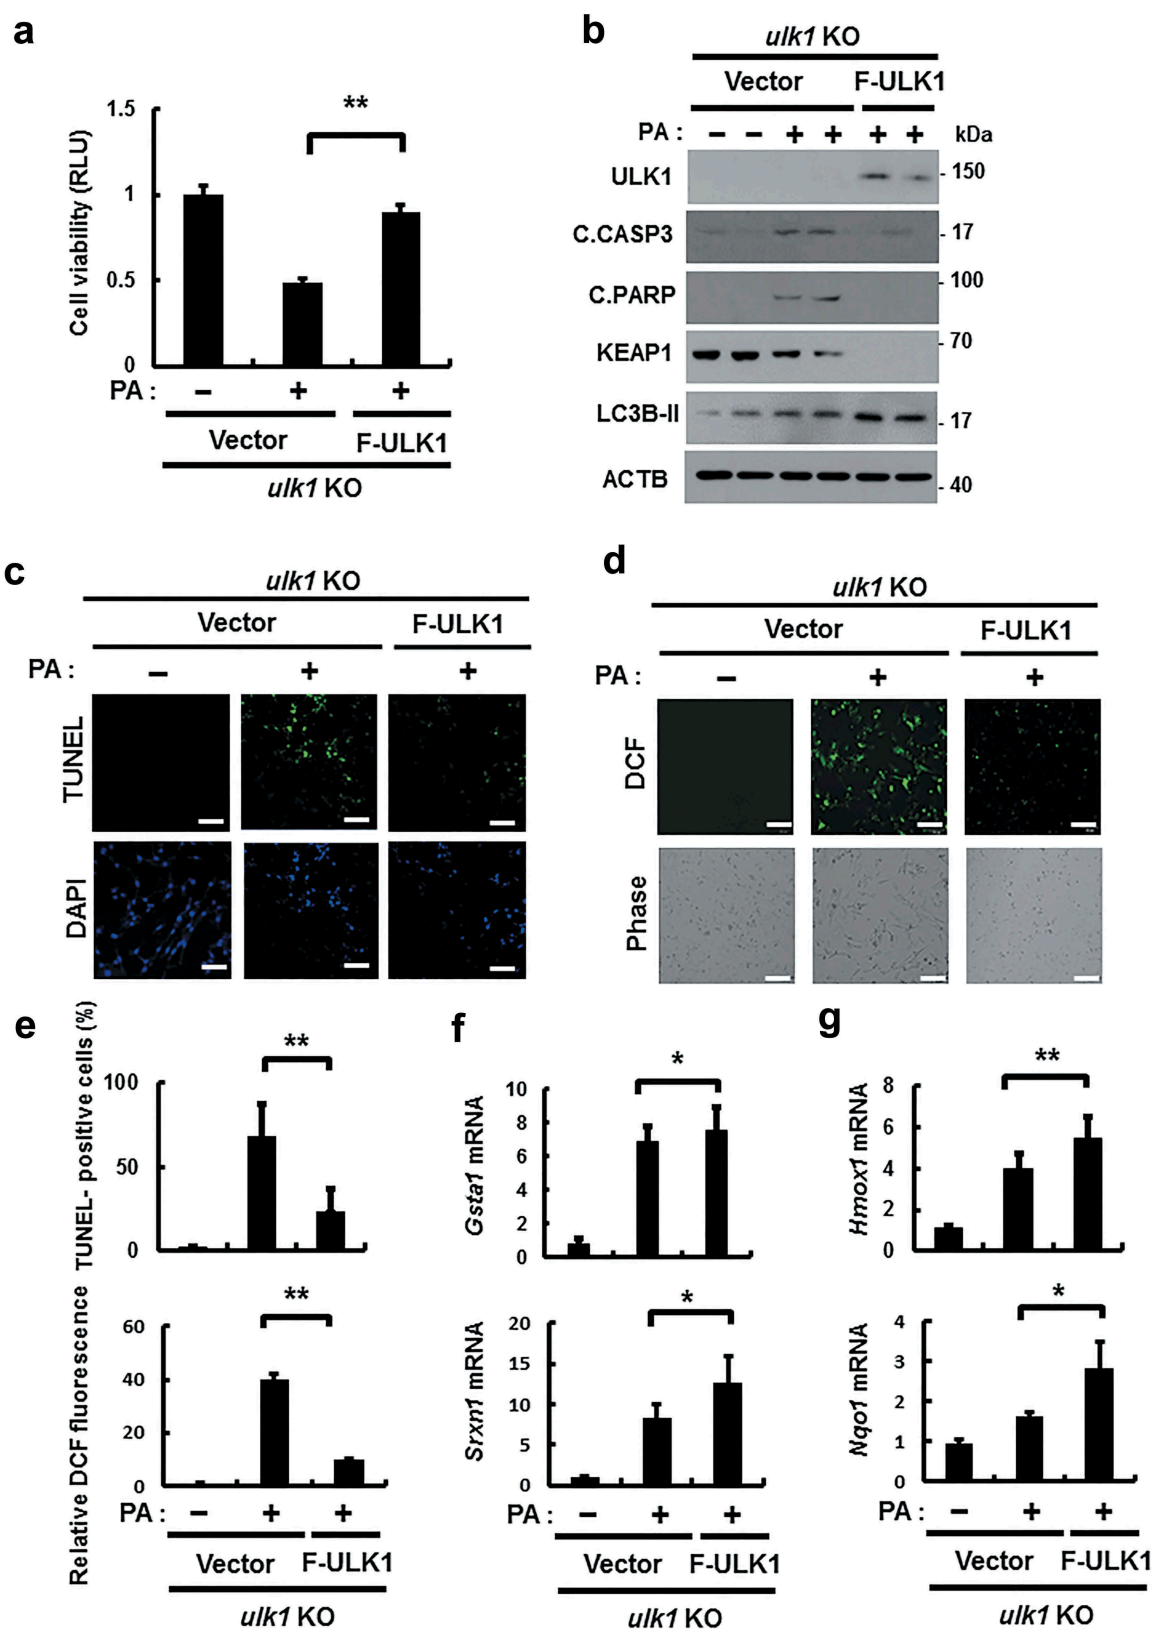 a
Cell viability (RLU)
1.5
1
0.5
0
**
PA : − + +
Vector F-ULK1
ulk1 KO
b
ulk1 KO
Vector F-ULK1
PA : − − + + + + kDa
ULK1 - 150
C.CASP3 - 17
C.PARP - 100
KEAP1 - 70
LC3B-II - 17
ACTB - 40
c
ulk1 KO
Vector F-ULK1
PA : − + +
TUNEL
DAPI
d
ulk1 KO
Vector F-ULK1
PA : − + +
DCF
Phase
e
TUNEL- positive cells (%)
100
50
0
**
Relative DCF fluorescence
60
40
20
0
**
PA : − + +
Vector F-ULK1
ulk1 KO
f
Gsta1 mRNA
10
8
6
4
2
0
*
Srxn1 mRNA
20
15
10
5
0
*
PA : − + +
Vector F-ULK1
ulk1 KO
g
Hmox1 mRNA
8
6
4
2
0
**
Nqo1 mRNA
4
3
2
1
0
*
PA : − + +
Vector F-ULK1
ulk1 KO